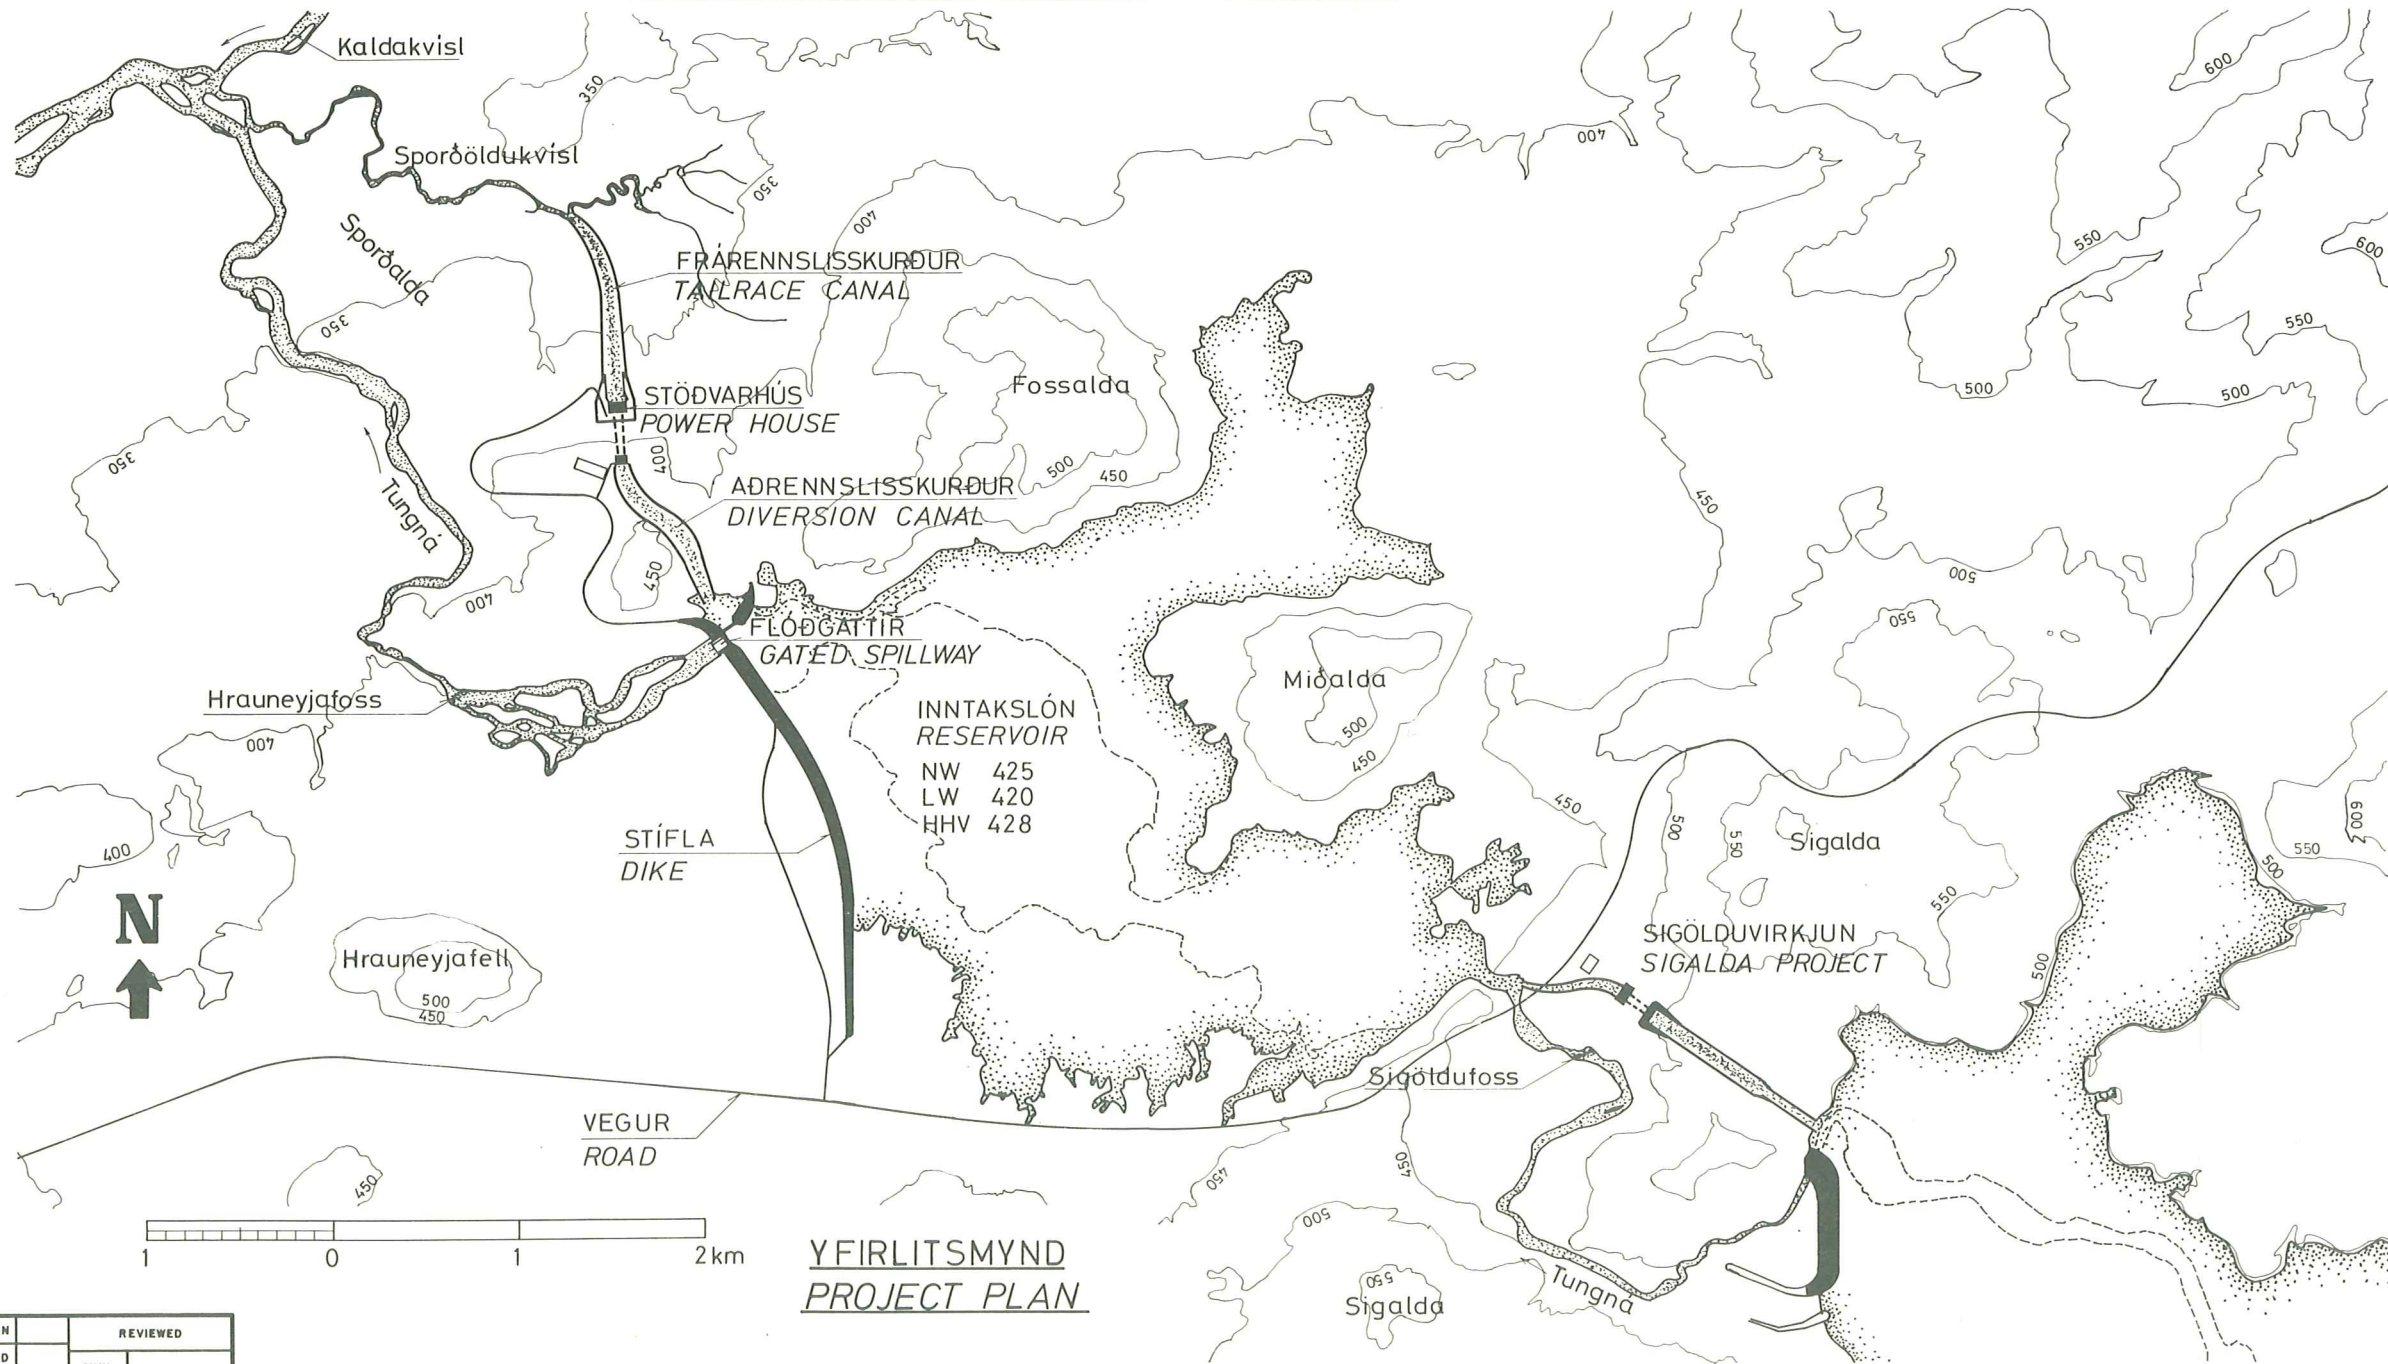 Kaldakvísl
600
350
400
Sporðöldukvísl
350
400
550
600
Sporðalda
FRÁRENNSLISSKURÐUR
TAILRACE CANAL
350
550
STÖÐVARHÚS
POWER HOUSE
Fossalda
500
500
350
400
500
450
AÐRENNSLISSKURÐUR
DIVERSION CANAL
450
Tungná
450
400
500
550
FLÓÐGÁTTIR
GATED SPILLWAY
Hrauneyjafoss
Miðalda
500
450
400
INNTAKSLÓN
RESERVOIR
NW 425
LW 420
HHV 428
450
500
550
Sigalda
600
550
500
STÍFLA
DIKE
400
N
550
Hrauneyjafell
500
450
SIGÖLDUVIRKJUN
SIGALDA PROJECT
500
Sigöldufoss
VEGUR
ROAD
450
450
450
500
1 0 1 2 km
YFIRLITSMYND
PROJECT PLAN
550
Sigalda
Tungná
N
REVIEWED
D